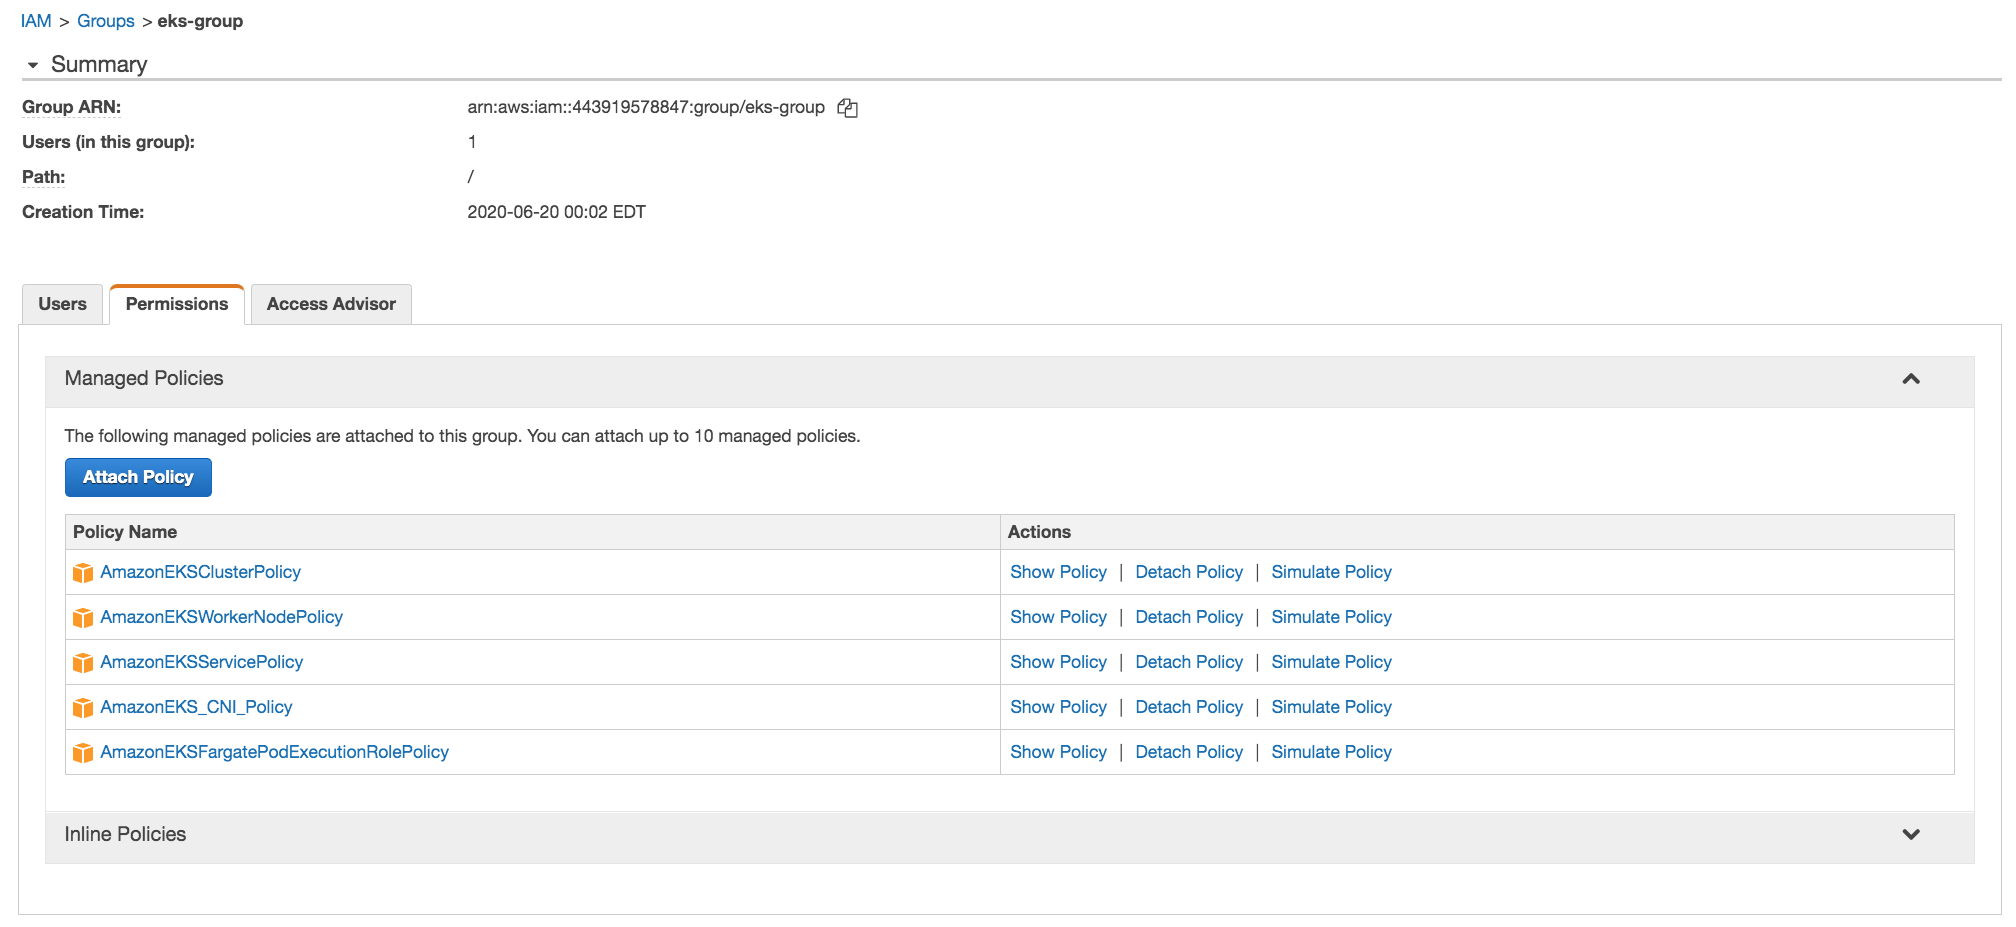 IAM > Groups > eks-group
Summary
Group ARN: arn:aws:iam::443919578847:group/eks-group
Users (in this group): 1
Path: /
Creation Time: 2020-06-20 00:02 EDT
Users Permissions Access Advisor
Managed Policies
The following managed policies are attached to this group. You can attach up to 10 managed policies.
Attach Policy
Policy Name Actions
AmazonEKSClusterPolicy Show Policy | Detach Policy | Simulate Policy
AmazonEKSWorkerNodePolicy Show Policy | Detach Policy | Simulate Policy
AmazonEKSServicePolicy Show Policy | Detach Policy | Simulate Policy
AmazonEKS_CNI_Policy Show Policy | Detach Policy | Simulate Policy
AmazonEKSFargatePodExecutionRolePolicy Show Policy | Detach Policy | Simulate Policy
Inline Policies